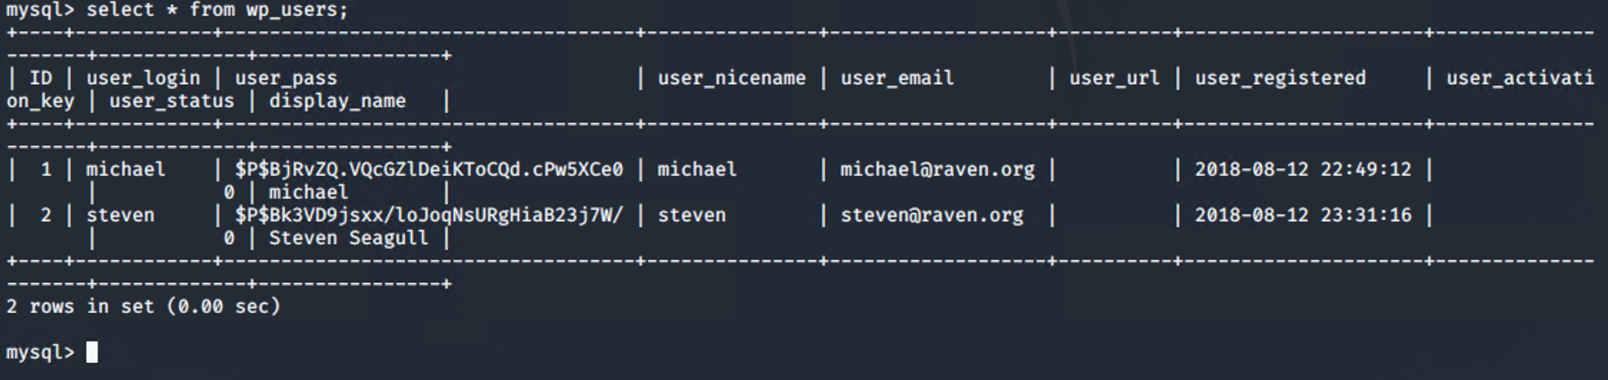 mysql> select * from wp_users;
+----+------------+------------------------------------+---------------+-------------------+----------+---------------------+--------------
-------+-------------+----------------+
| ID | user_login | user_pass                          | user_nicename | user_email        | user_url | user_registered     | user_activati
on_key | user_status | display_name   |
+----+------------+------------------------------------+---------------+-------------------+----------+---------------------+--------------
-------+-------------+----------------+
|  1 | michael    | $P$BjRvZQ.VQcGZlDeiKToCQd.cPw5XCe0 | michael       | michael@raven.org |          | 2018-08-12 22:49:12 |
       |           0 | michael        |
|  2 | steven     | $P$Bk3VD9jsxx/loJoqNsURgHiaB23j7W/ | steven        | steven@raven.org  |          | 2018-08-12 23:31:16 |
       |           0 | Steven Seagull |
+----+------------+------------------------------------+---------------+-------------------+----------+---------------------+--------------
-------+-------------+----------------+
2 rows in set (0.00 sec)
mysql>